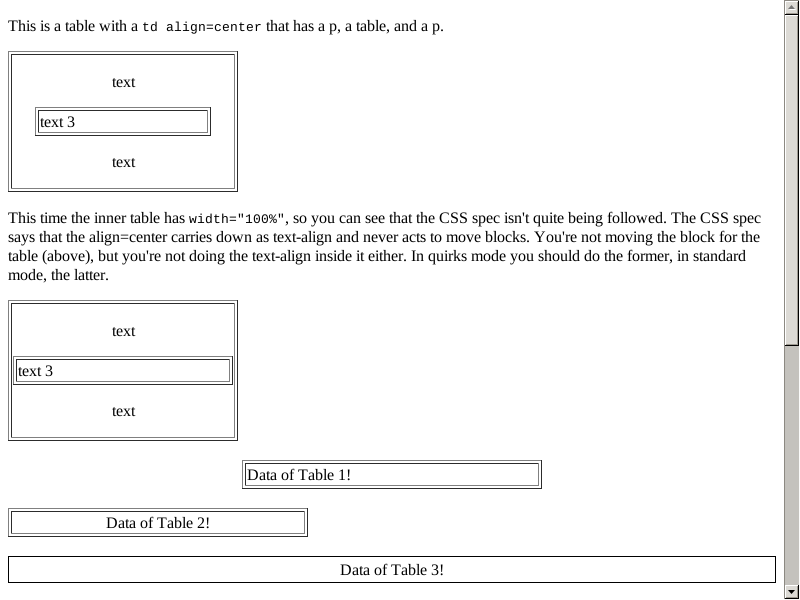 This is a table with a td align=center that has a p, a table, and a p.
text
text 3
text
This time the inner table has width="100%", so you can see that the CSS spec isn't quite being followed. The CSS spec
says that the align=center carries down as text-align and never acts to move blocks. You're not moving the block for the
table (above), but you're not doing the text-align inside it either. In quirks mode you should do the former, in standard
mode, the latter.
text
text 3
text
Data of Table 1!
Data of Table 2!
Data of Table 3!